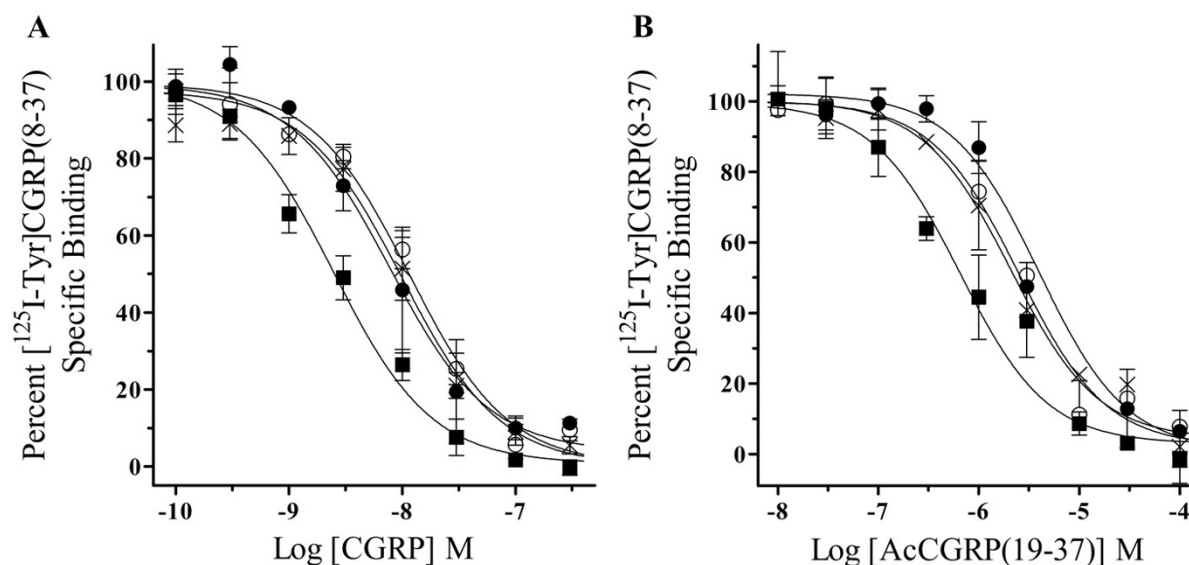 A
Percent [¹²⁵I-Tyr]CGRP(8-37)
Specific Binding
100
80
60
40
20
0
-10
-9
-8
-7
Log [CGRP] M
B
Percent [¹²⁵I-Tyr]CGRP(8-37)
Specific Binding
100
80
60
40
20
0
-8
-7
-6
-5
-4
Log [AcCGRP(19-37)] M